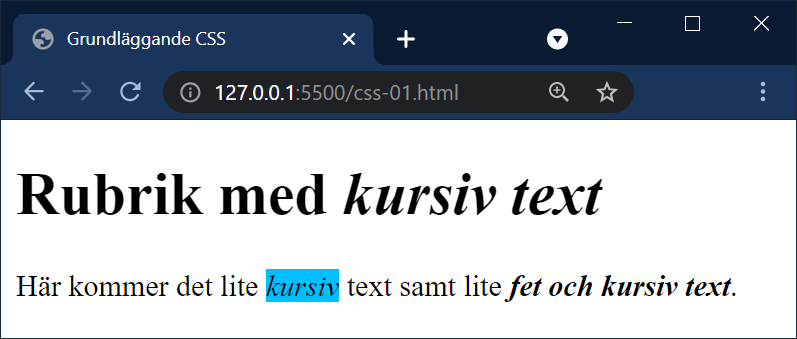 Grundläggande CSS
127.0.0.1:5500/css-01.html
Rubrik med kursiv text
Här kommer det lite kursiv text samt lite fet och kursiv text.